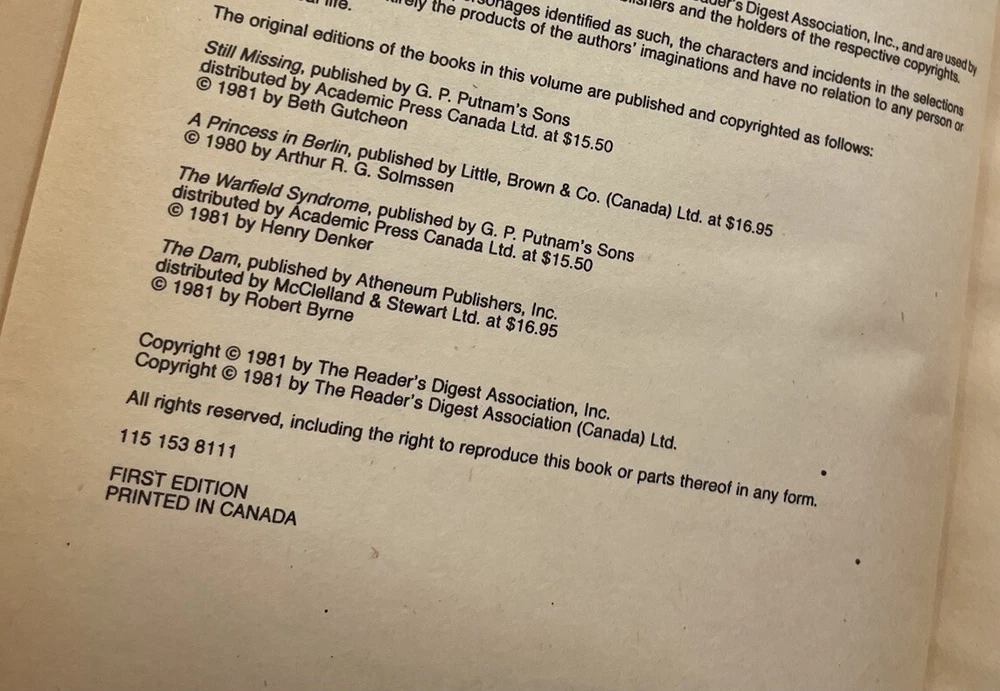 Digest Association, Inc., and are used by
and the holders of the respective copyrights.
identified as such, the characters and incidents in the selections
the products of the authors' imaginations and have no relation to any person or
life.
The original editions of the books in this volume are published and copyrighted as follows:
Still Missing, published by G. P. Putnam's Sons
distributed by Academic Press Canada Ltd. at $15.50
© 1981 by Beth Gutcheon
A Princess in Berlin, published by Little, Brown & Co. (Canada) Ltd. at $16.95
© 1980 by Arthur R. G. Solmssen
The Warfield Syndrome, published by G. P. Putnam's Sons
distributed by Academic Press Canada Ltd. at $15.50
© 1981 by Henry Denker
The Dam, published by Atheneum Publishers, Inc.
distributed by McClelland & Stewart Ltd. at $16.95
© 1981 by Robert Byrne
Copyright © 1981 by The Reader's Digest Association, Inc.
Copyright © 1981 by The Reader's Digest Association (Canada) Ltd.
All rights reserved, including the right to reproduce this book or parts thereof in any form.
115 153 8111
FIRST EDITION
PRINTED IN CANADA